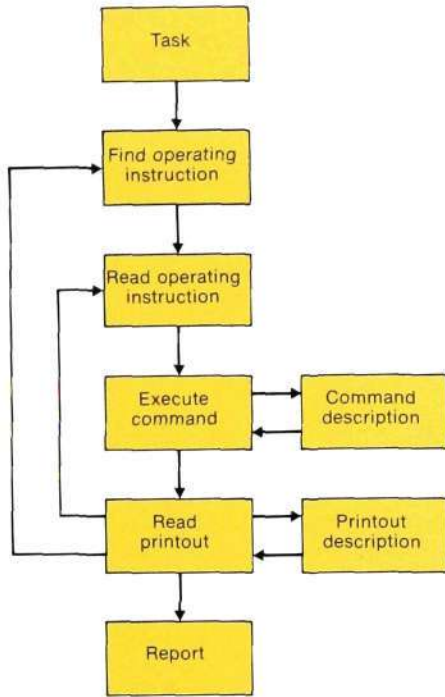 Task
Find operating
instruction
Read operating
instruction
Execute
command
Command
description
Read
printout
Printout
description
Report